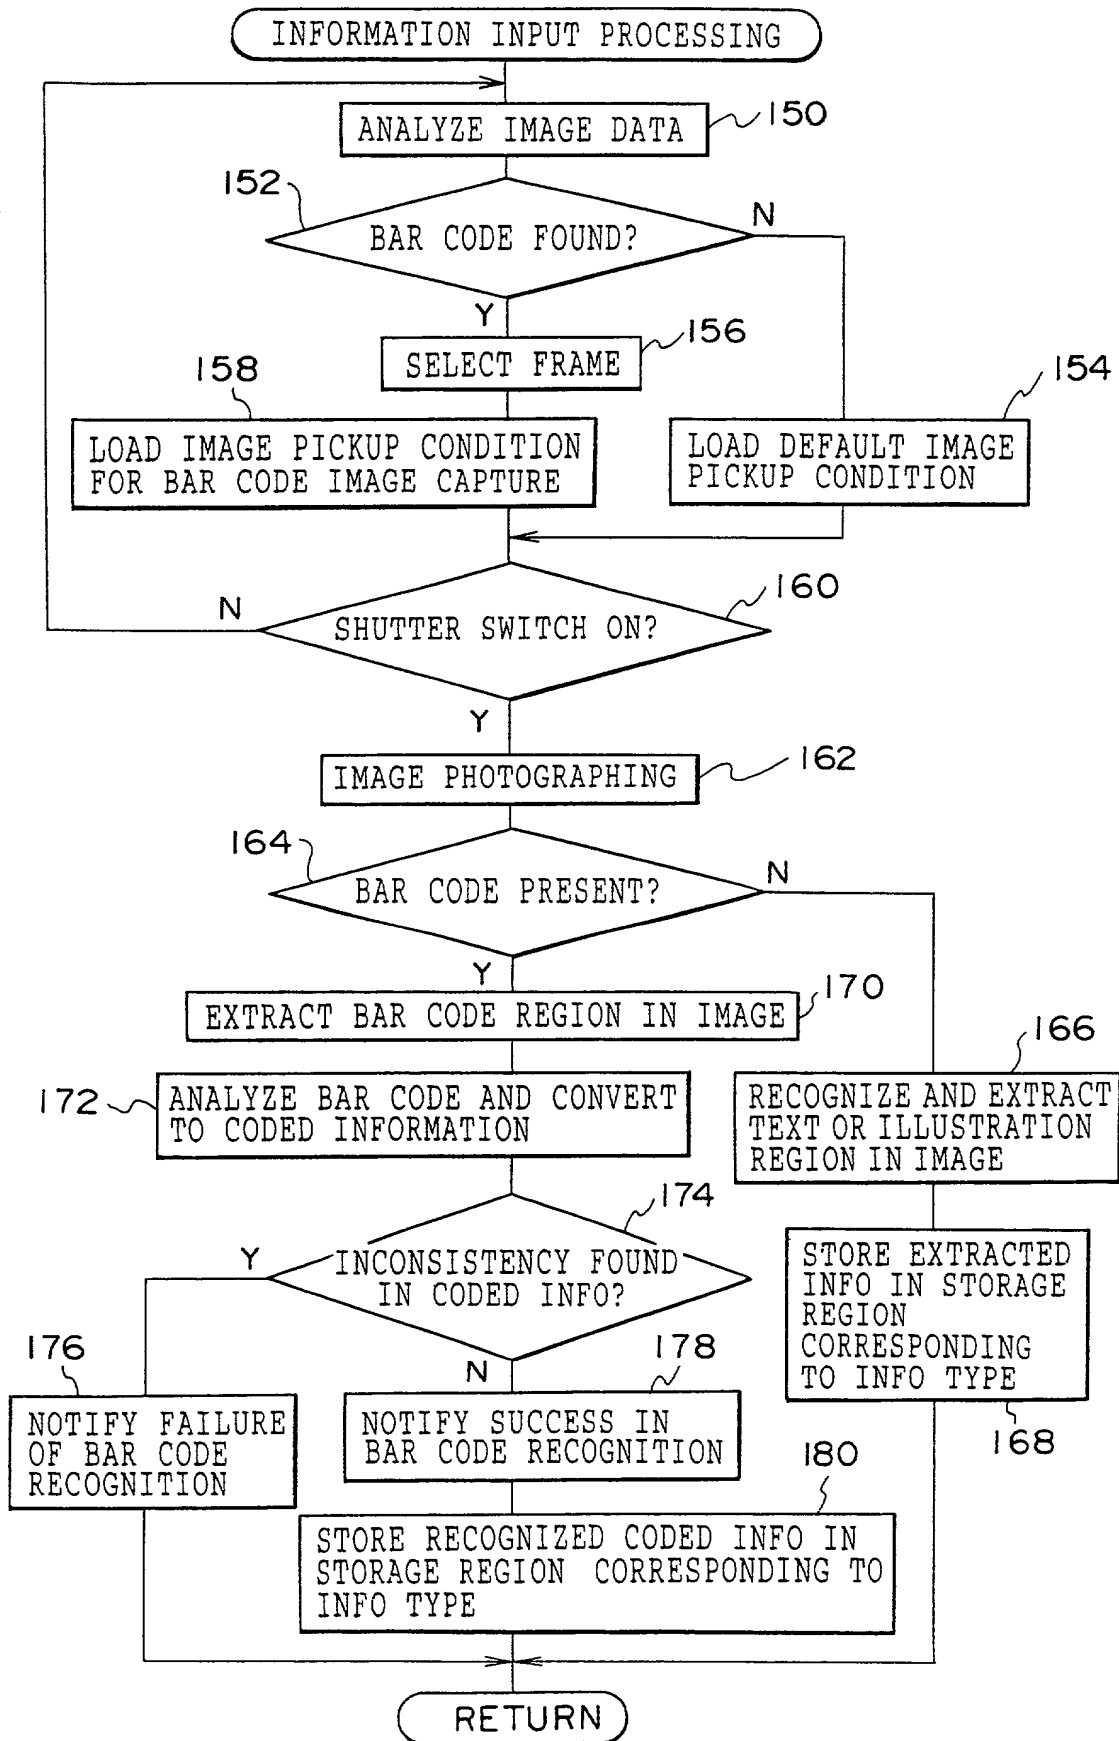 INFORMATION INPUT PROCESSING
ANALYZE IMAGE DATA
150
152
BAR CODE FOUND?
N
Y
SELECT FRAME
156
158
LOAD IMAGE PICKUP CONDITION
FOR BAR CODE IMAGE CAPTURE
154
LOAD DEFAULT IMAGE
PICKUP CONDITION
N
SHUTTER SWITCH ON?
160
Y
IMAGE PHOTOGRAPHING
162
164
BAR CODE PRESENT?
N
Y
EXTRACT BAR CODE REGION IN IMAGE
170
172
ANALYZE BAR CODE AND CONVERT
TO CODED INFORMATION
166
RECOGNIZE AND EXTRACT
TEXT OR ILLUSTRATION
REGION IN IMAGE
174
Y
INCONSISTENCY FOUND
IN CODED INFO?
N
STORE EXTRACTED
INFO IN STORAGE
REGION
CORRESPONDING
TO INFO TYPE
168
176
NOTIFY FAILURE
OF BAR CODE
RECOGNITION
178
NOTIFY SUCCESS IN
BAR CODE RECOGNITION
180
STORE RECOGNIZED CODED INFO IN
STORAGE REGION CORRESPONDING TO
INFO TYPE
RETURN